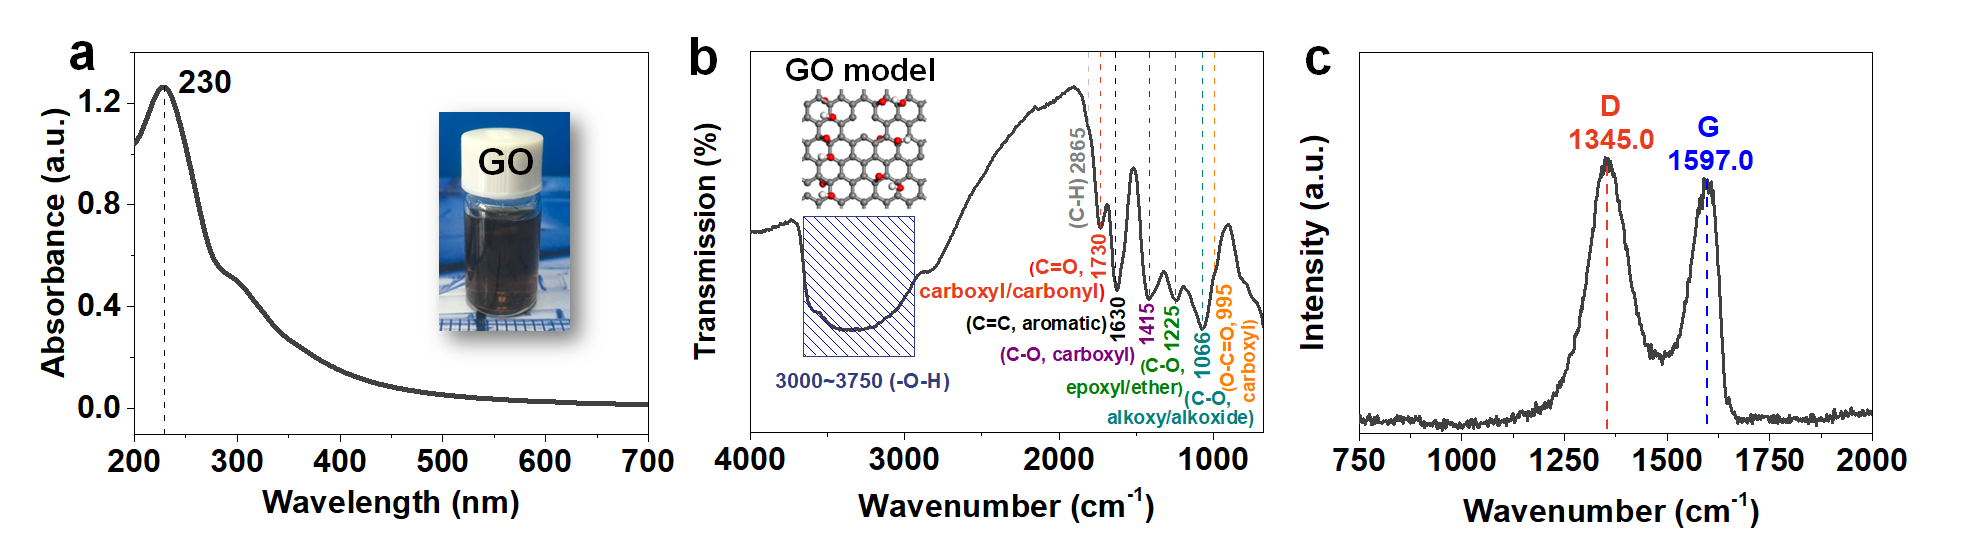 a
230
GO
1.2
0.8
0.4
0.0
Absorbance (a.u.)
200 300 400 500 600 700
Wavelength (nm)
b
GO model
(C-H) 2865
1730
(C=O,
carboxyl/carbonyl)
1630
(C=C, aromatic)
1415
(C-O, carboxyl)
1225
(C-O,
epoxyl/ether)
1066
(C-O,
alkoxy/alkoxide)
995
(O-C=O,
carboxyl)
3000~3750 (-O-H)
Transmission (%)
4000 3000 2000 1000
Wavenumber (cm-1)
c
D
1345.0
G
1597.0
Intensity (a.u.)
750 1000 1250 1500 1750 2000
Wavenumber (cm-1)